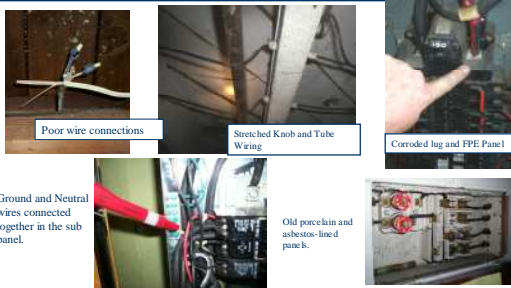 Poor wire connections
Stretched Knob and Tube
Wiring
Corroded lug and FPE Panel
Ground and Neutral
wires connected
together in the sub
panel.
Old porcelain and
asbestos-lined
panels.